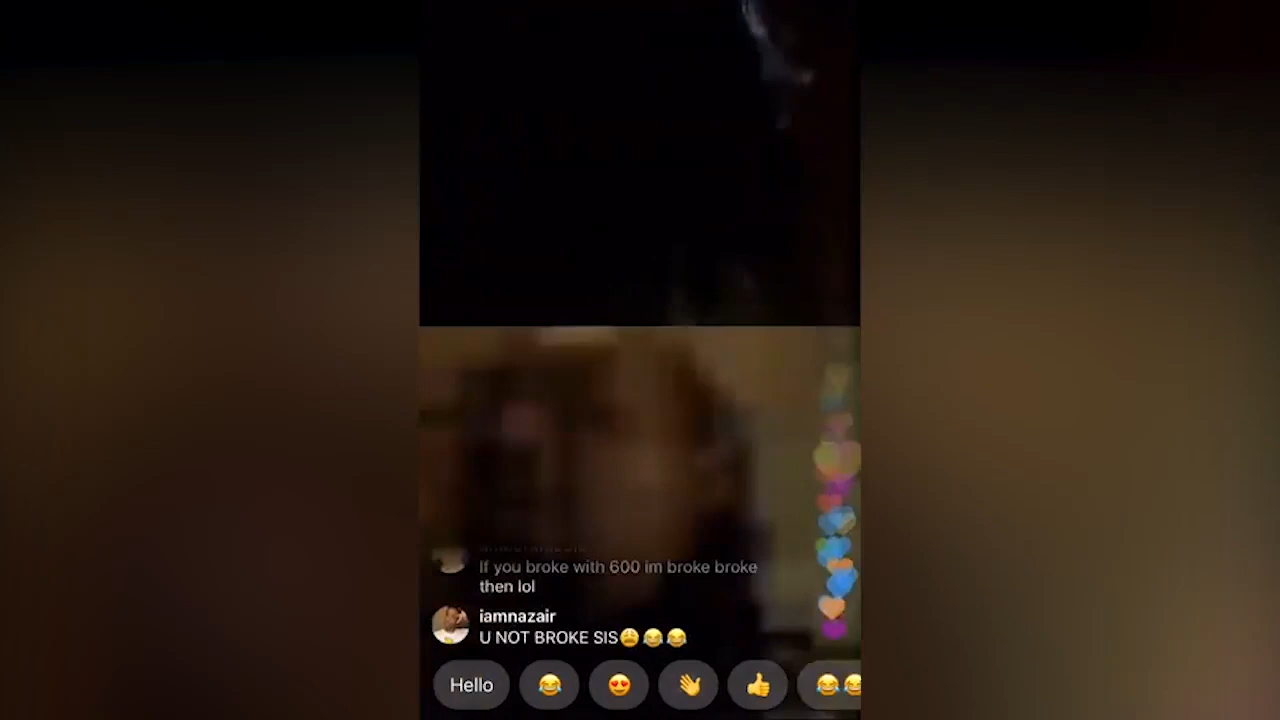 If you broke with 600 im broke broke
then lol
iamnazair
U NOT BROKE SIS😩😂😂
Hello 😂 😍 👋 👍 😂😂